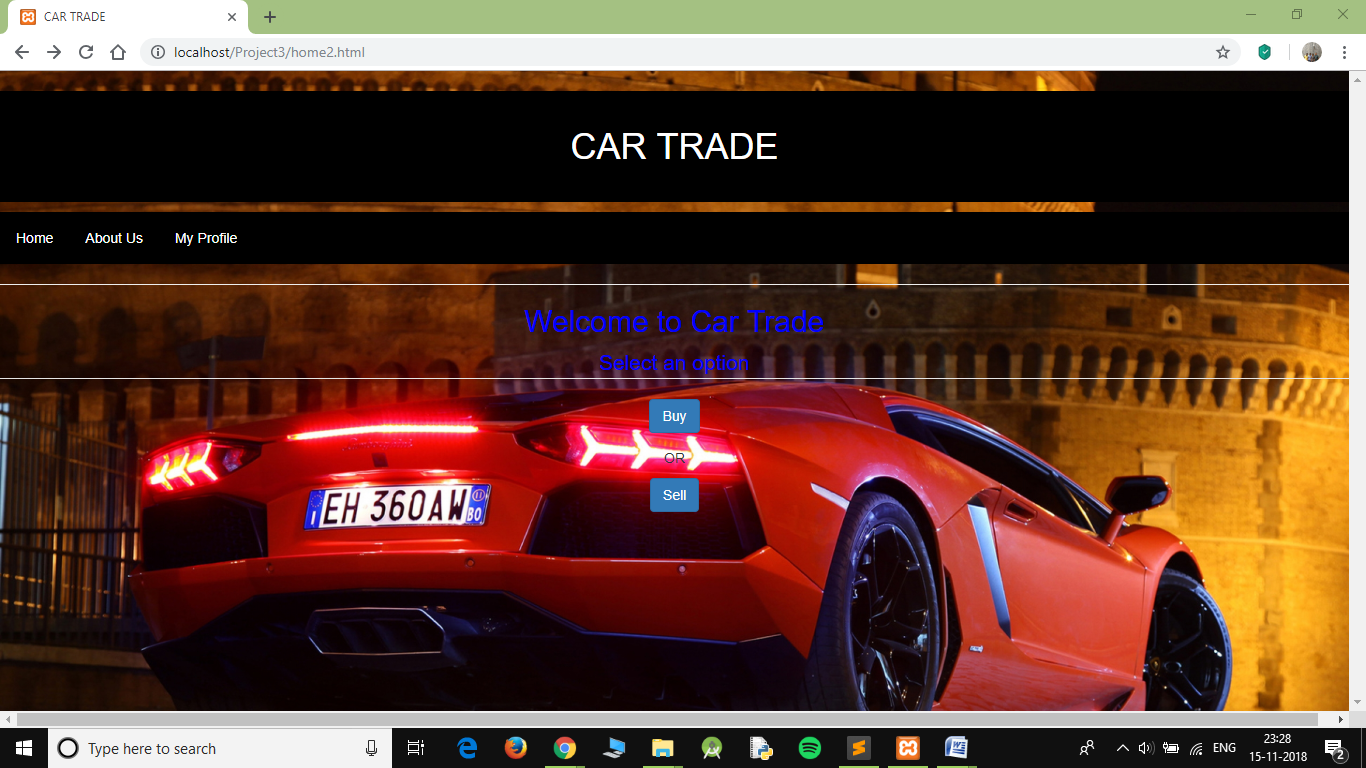 CAR TRADE
localhost/Project3/home2.html
CAR TRADE
Home About Us My Profile
Welcome to Car Trade
Select an option
Buy
OR
Sell
EH 360AW
I
BO
Type here to search
ENG
23:28
15-11-2018
2